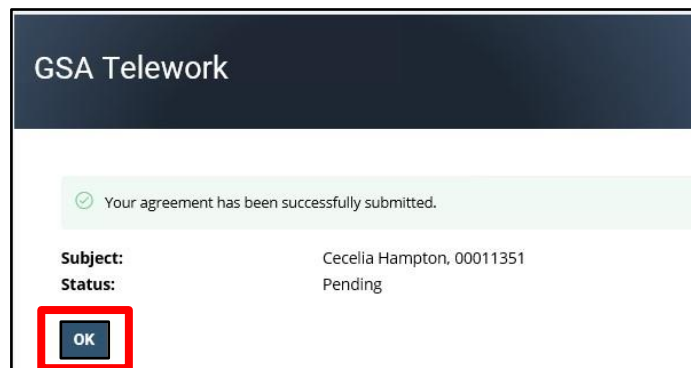 GSA Telework
Your agreement has been successfully submitted.
Subject: Cecelia Hampton, 00011351
Status: Pending
OK